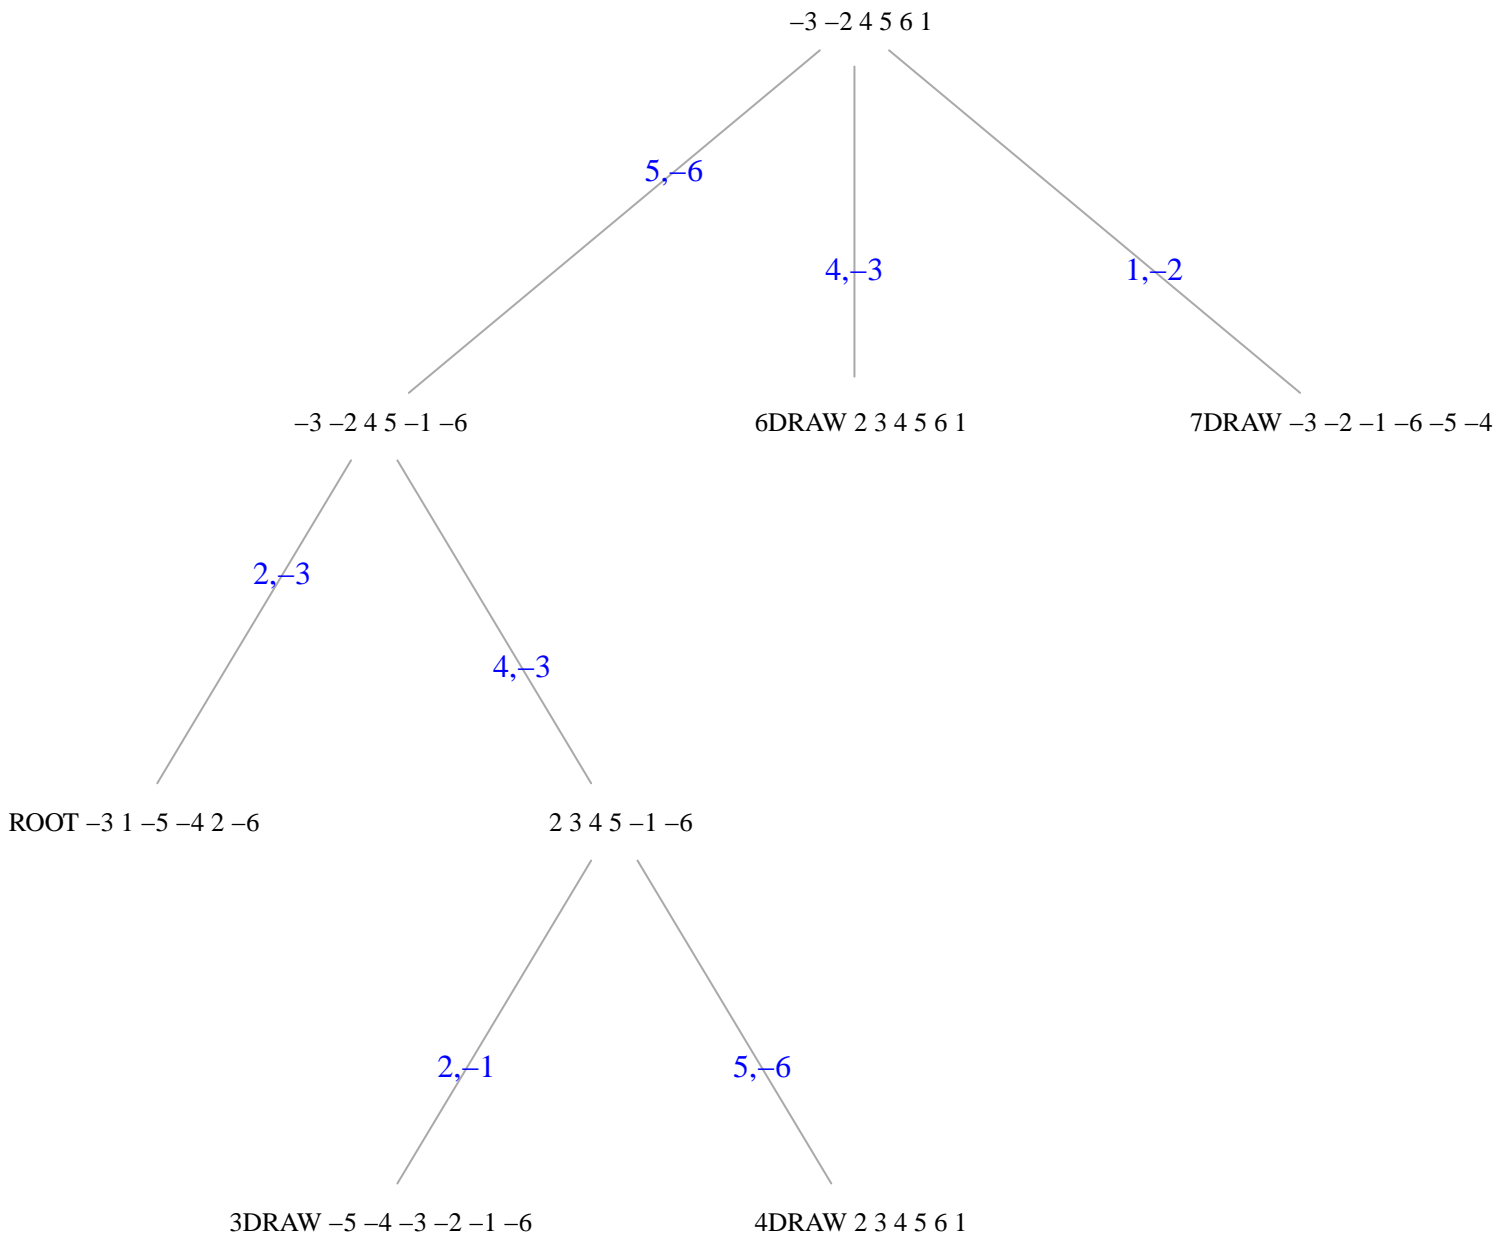 –3 –2 4 5 6 1
5,–6
4,–3
1,–2
–3 –2 4 5 –1 –6
6DRAW 2 3 4 5 6 1
7DRAW –3 –2 –1 –6 –5 –4
2,–3
4,–3
ROOT –3 1 –5 –4 2 –6
2 3 4 5 –1 –6
2,–1
5,–6
3DRAW –5 –4 –3 –2 –1 –6
4DRAW 2 3 4 5 6 1